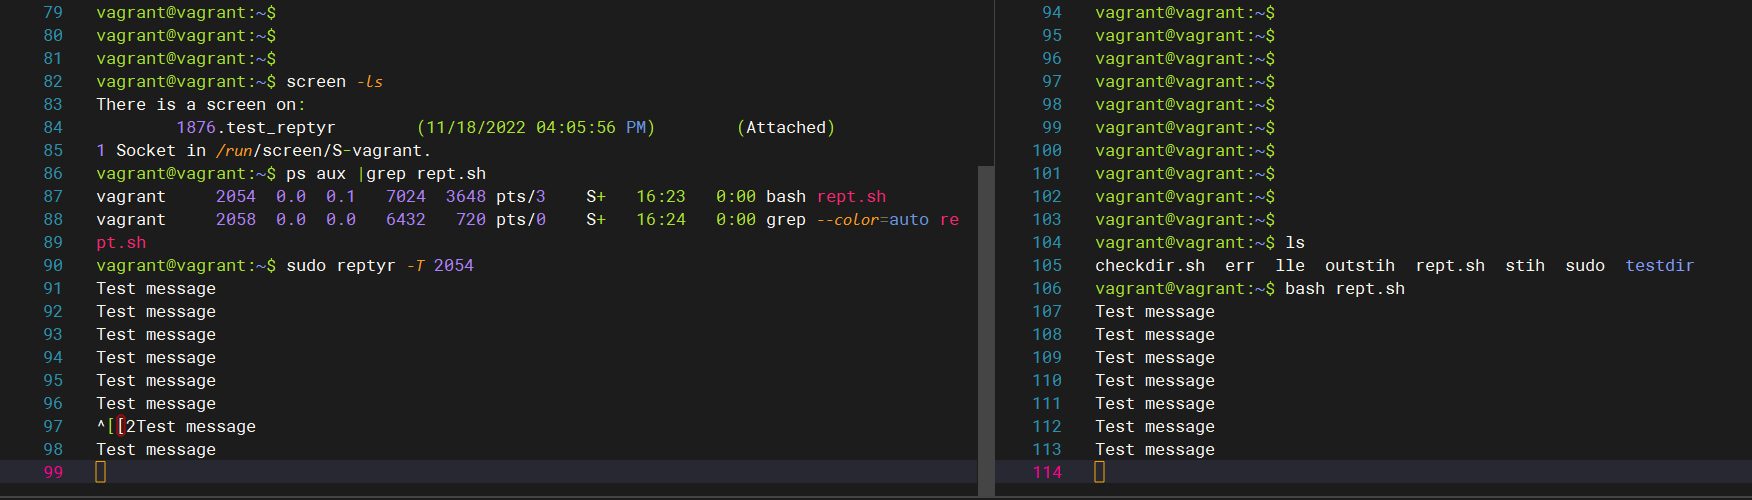 79 vagrant@vagrant:~$
80 vagrant@vagrant:~$
81 vagrant@vagrant:~$
82 vagrant@vagrant:~$ screen -ls
83 There is a screen on:
84 1876.test_reptyr (11/18/2022 04:05:56 PM) (Attached)
85 1 Socket in /run/screen/S-vagrant.
86 vagrant@vagrant:~$ ps aux |grep rept.sh
87 vagrant 2054 0.0 0.1 7024 3648 pts/3 S+ 16:23 0:00 bash rept.sh
88 vagrant 2058 0.0 0.0 6432 720 pts/0 S+ 16:24 0:00 grep --color=auto re
89 pt.sh
90 vagrant@vagrant:~$ sudo reptyr -T 2054
91 Test message
92 Test message
93 Test message
94 Test message
95 Test message
96 Test message
97 ^[[2Test message
98 Test message
99
94 vagrant@vagrant:~$
95 vagrant@vagrant:~$
96 vagrant@vagrant:~$
97 vagrant@vagrant:~$
98 vagrant@vagrant:~$
99 vagrant@vagrant:~$
100 vagrant@vagrant:~$
101 vagrant@vagrant:~$
102 vagrant@vagrant:~$
103 vagrant@vagrant:~$
104 vagrant@vagrant:~$ ls
105 checkdir.sh err lle outstih rept.sh stih sudo testdir
106 vagrant@vagrant:~$ bash rept.sh
107 Test message
108 Test message
109 Test message
110 Test message
111 Test message
112 Test message
113 Test message
114